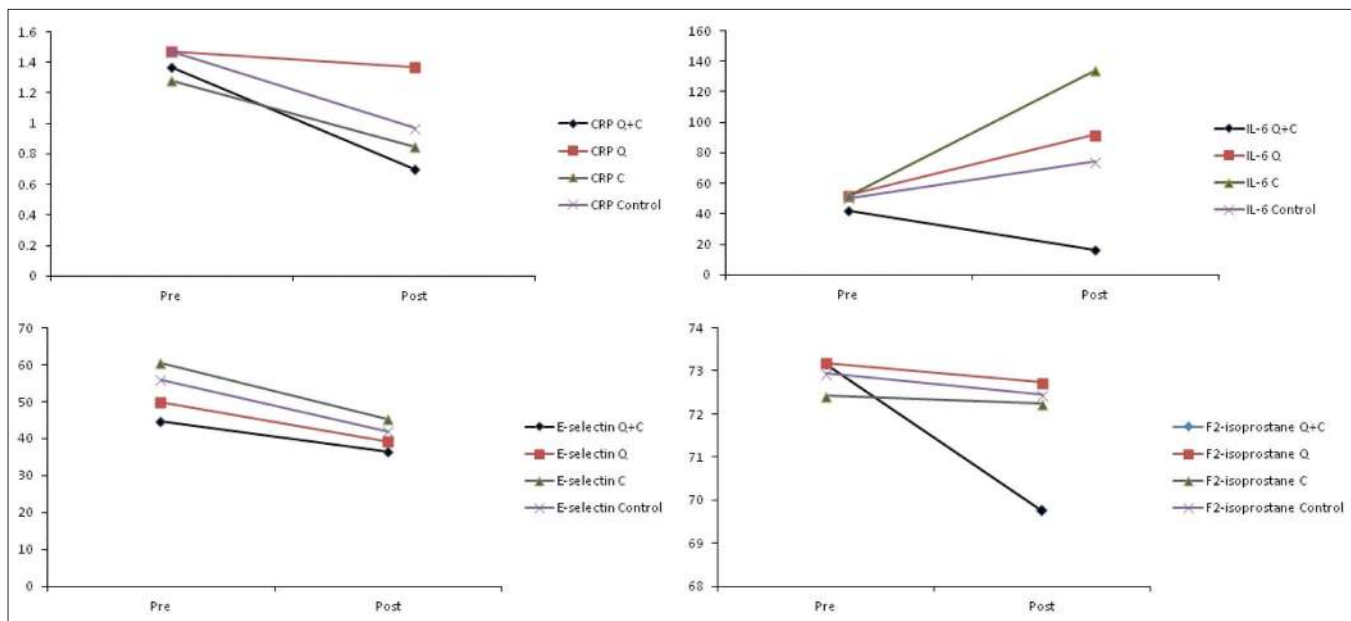 1.6
1.4
1.2
1
0.8
0.6
0.4
0.2
0
Pre
Post
CRP Q+C
CRP Q
CRP C
CRP Control
160
140
120
100
80
60
40
20
0
Pre
Post
IL-6 Q+C
IL-6 Q
IL-6 C
IL-6 Control
70
60
50
40
30
20
10
0
Pre
Post
E-selectin Q+C
E-selectin Q
E-selectin C
E-selectin Control
74
73
72
71
70
69
68
Pre
Post
F2-isoprostane Q+C
F2-isoprostane Q
F2-isoprostane C
F2-isoprostane Control